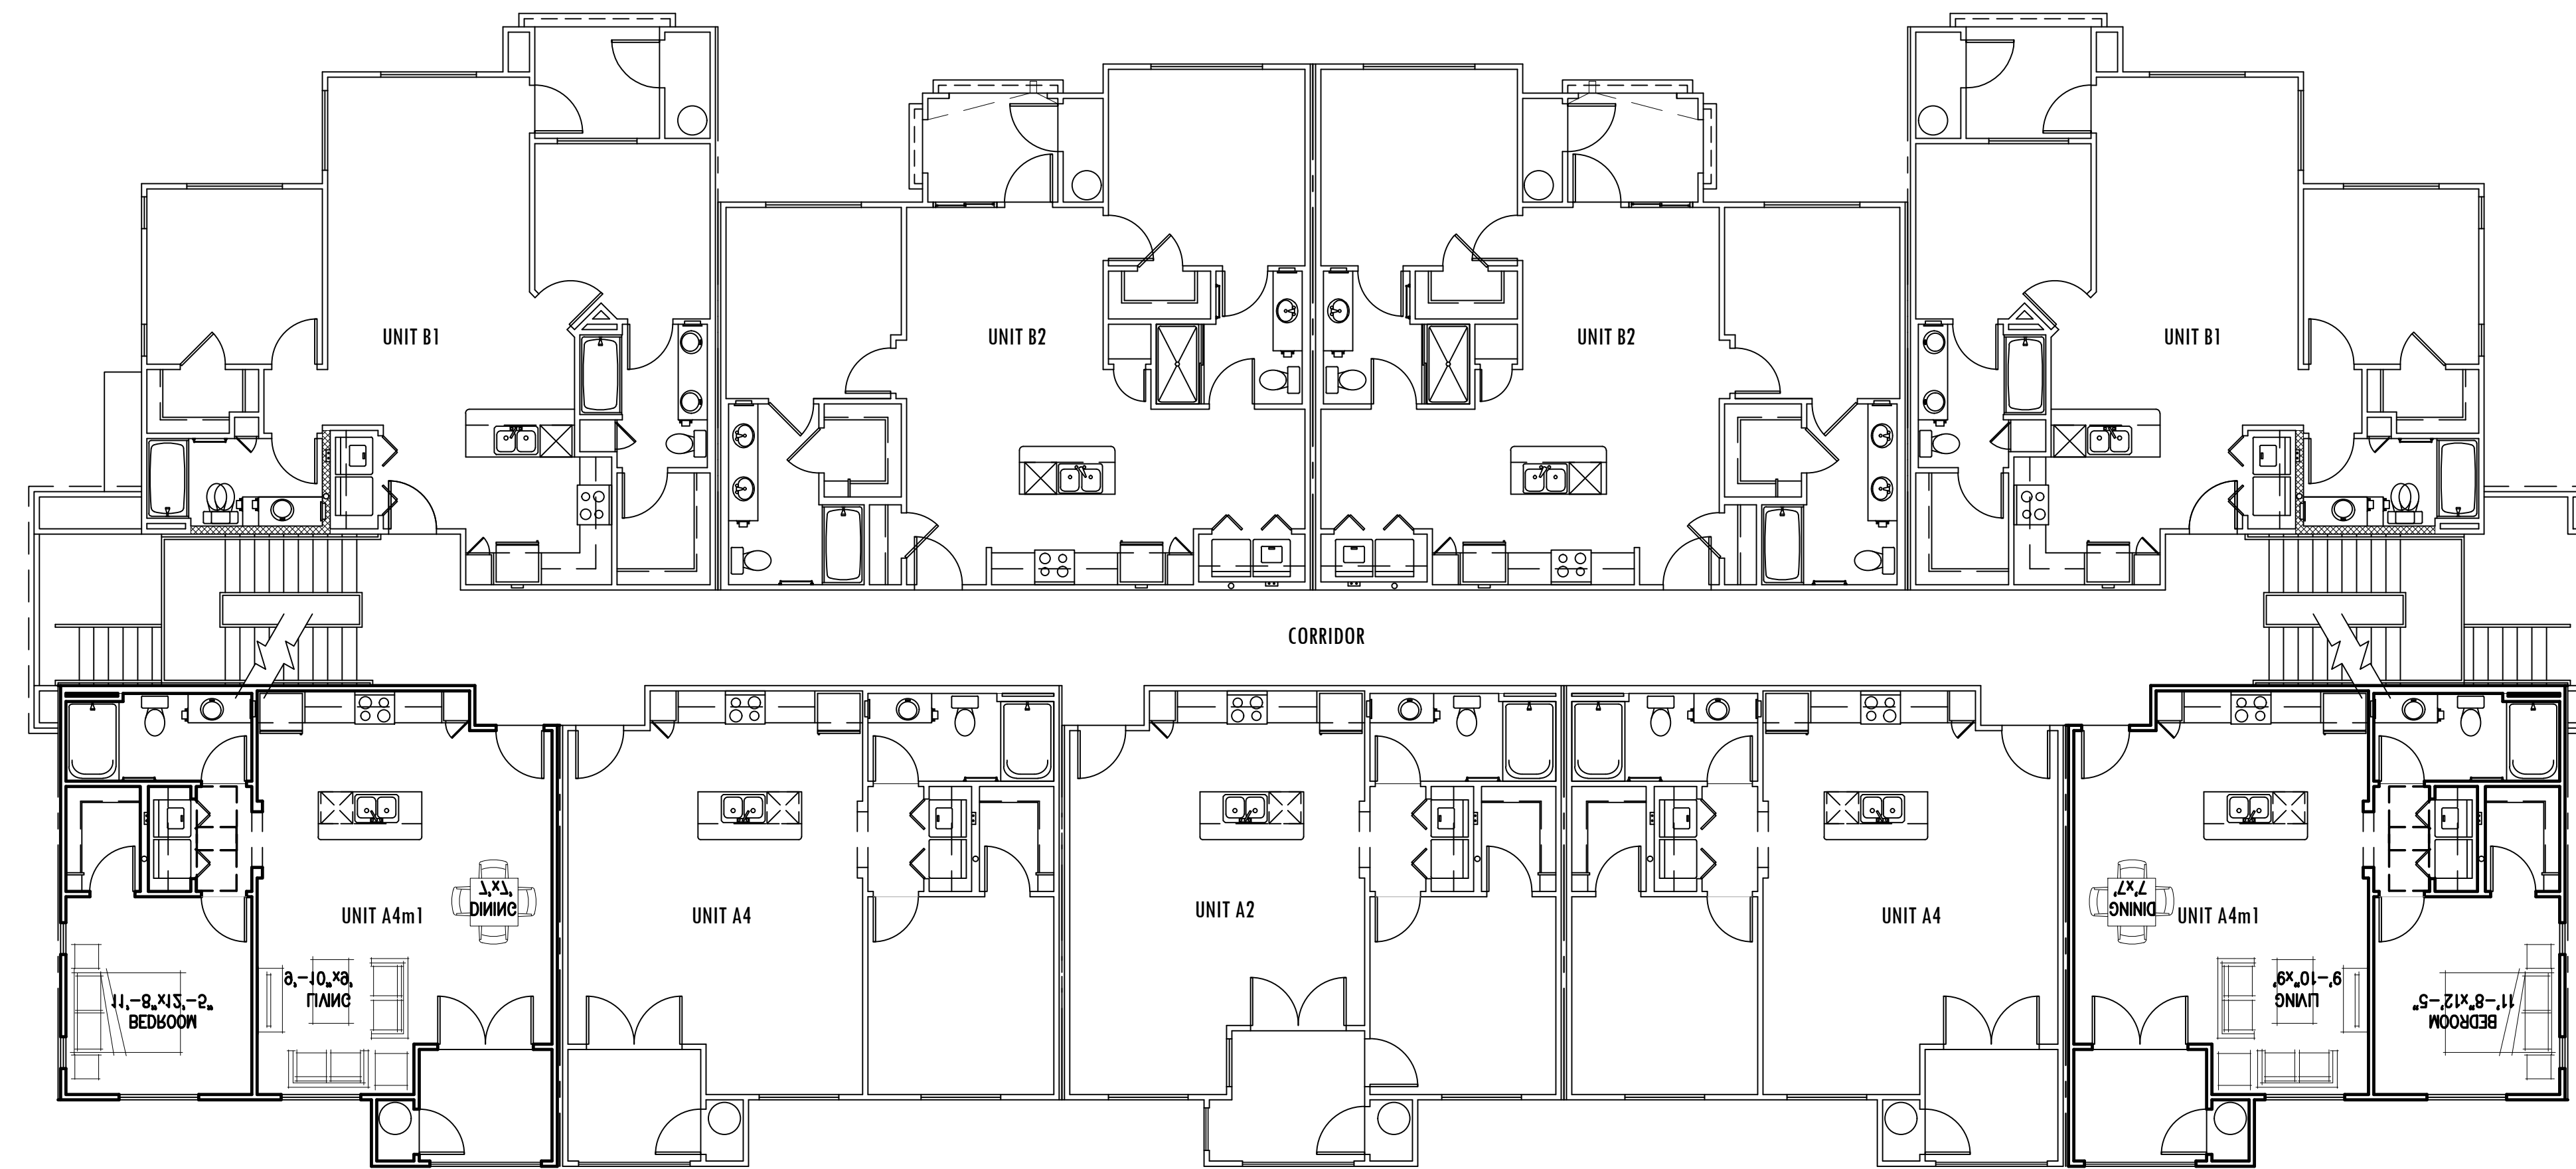 UNIT B1
UNIT B2
UNIT B2
UNIT B1
CORRIDOR
7'x7'
DINING
UNIT A4m1
9'-10"x9'
LIVING
11'-8"x12'-5"
BEDROOM
UNIT A4
UNIT A2
UNIT A4
7'x7'
DINING
UNIT A4m1
9'-10"x9'
LIVING
11'-8"x12'-5"
BEDROOM